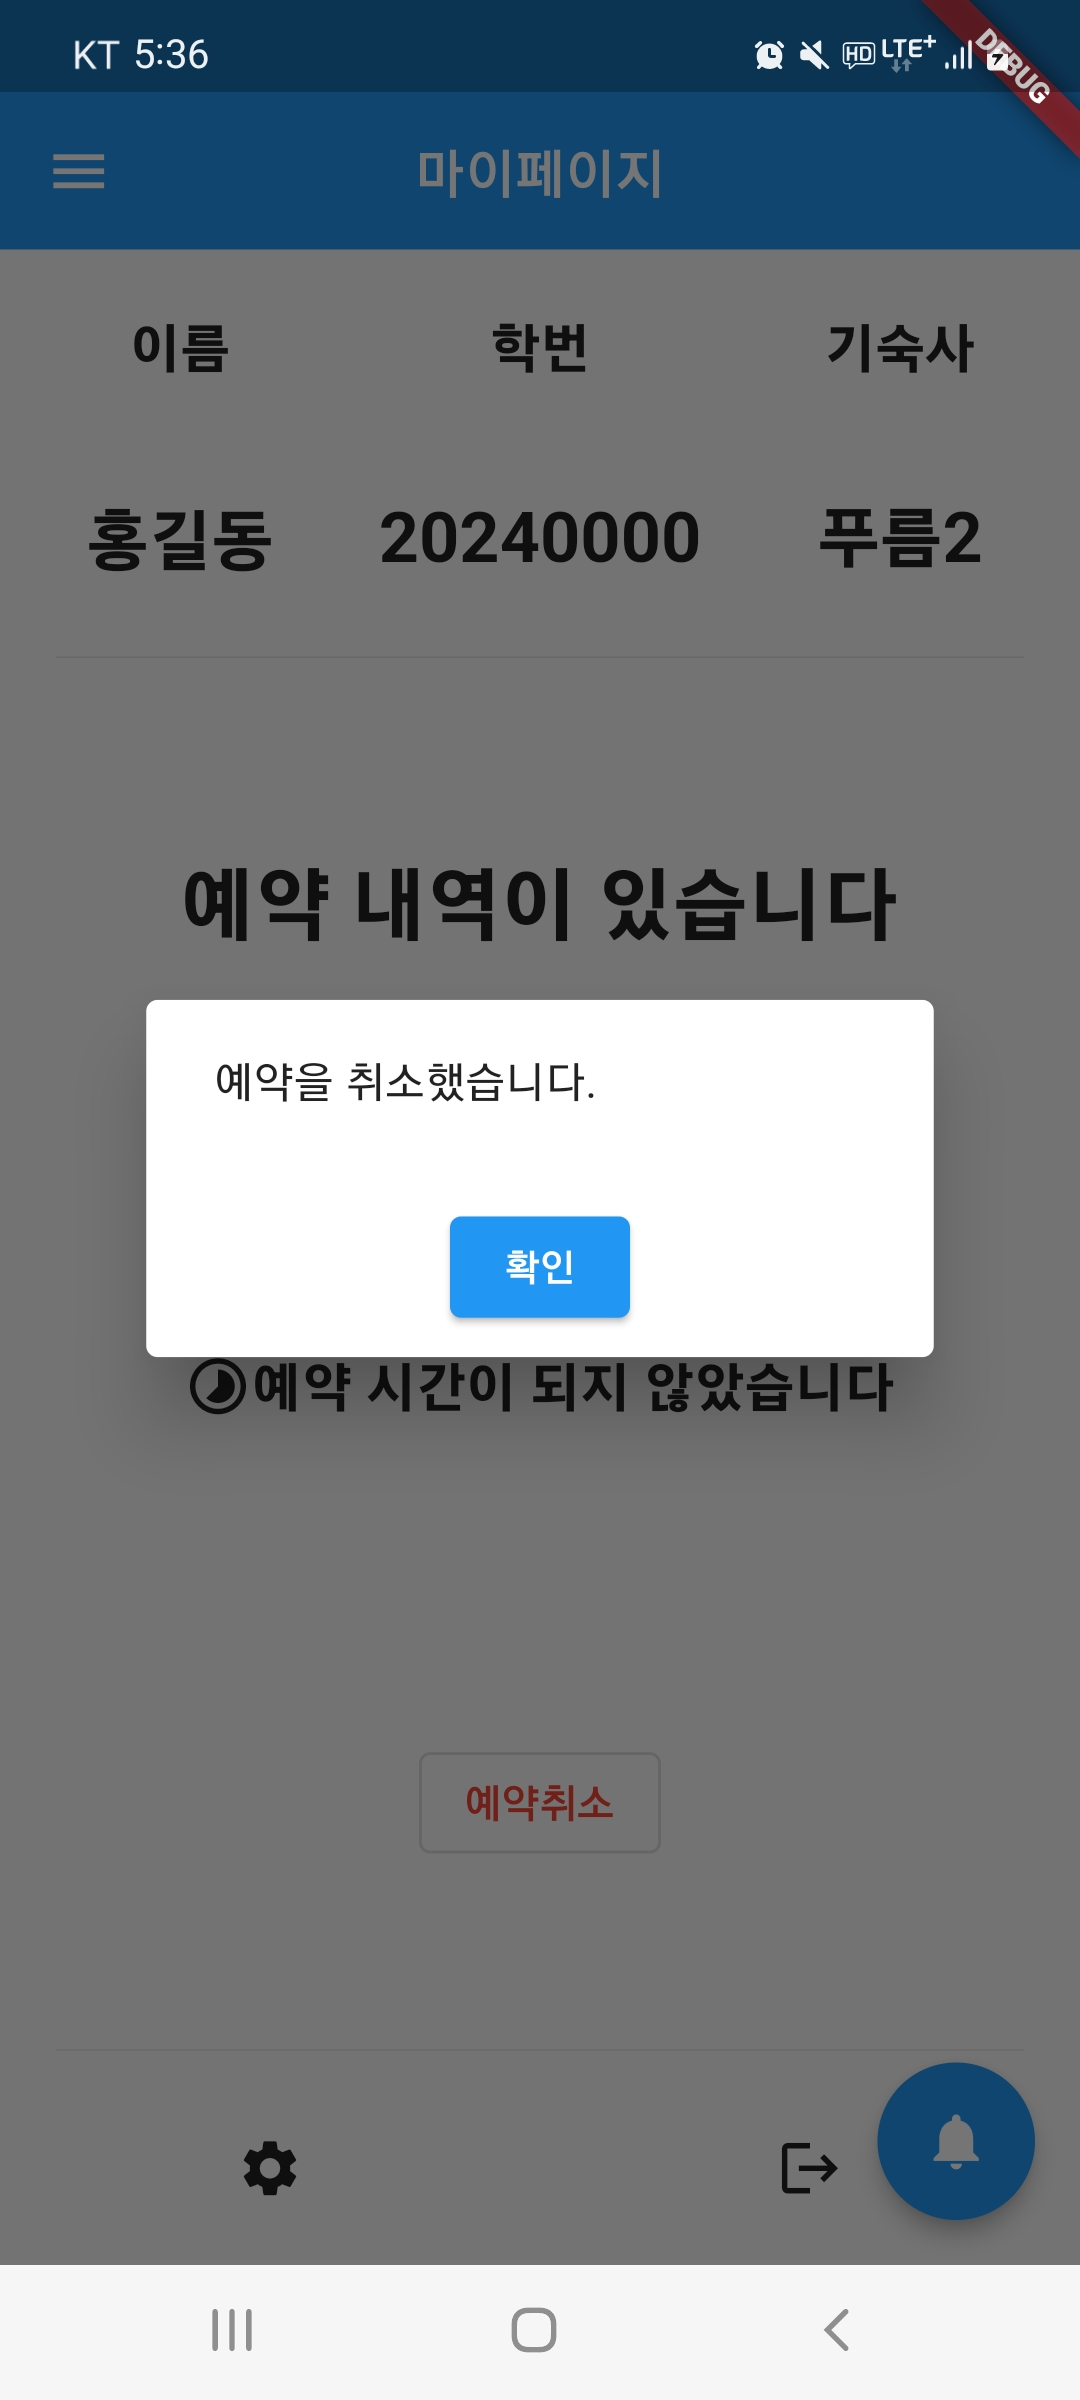 KT 5:36
HD LTE+
DEBUG
마이페이지
이름 학번 기숙사
홍길동 20240000 푸름2
예약 내역이 있습니다
예약을 취소했습니다.
확인
예약 시간이 되지 않았습니다
예약취소